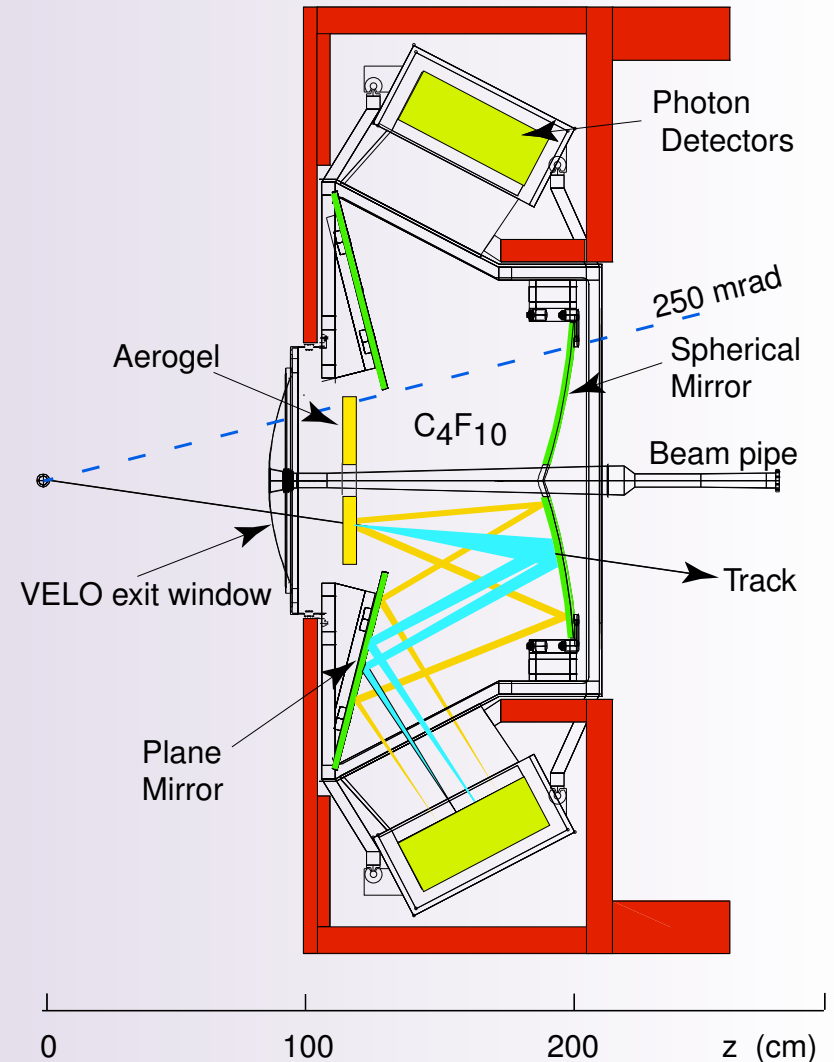 Photon
Detectors
250 mrad
Aerogel
Spherical
Mirror
C4F10
Beam pipe
VELO exit window
Track
Plane
Mirror
0 100 200 z (cm)